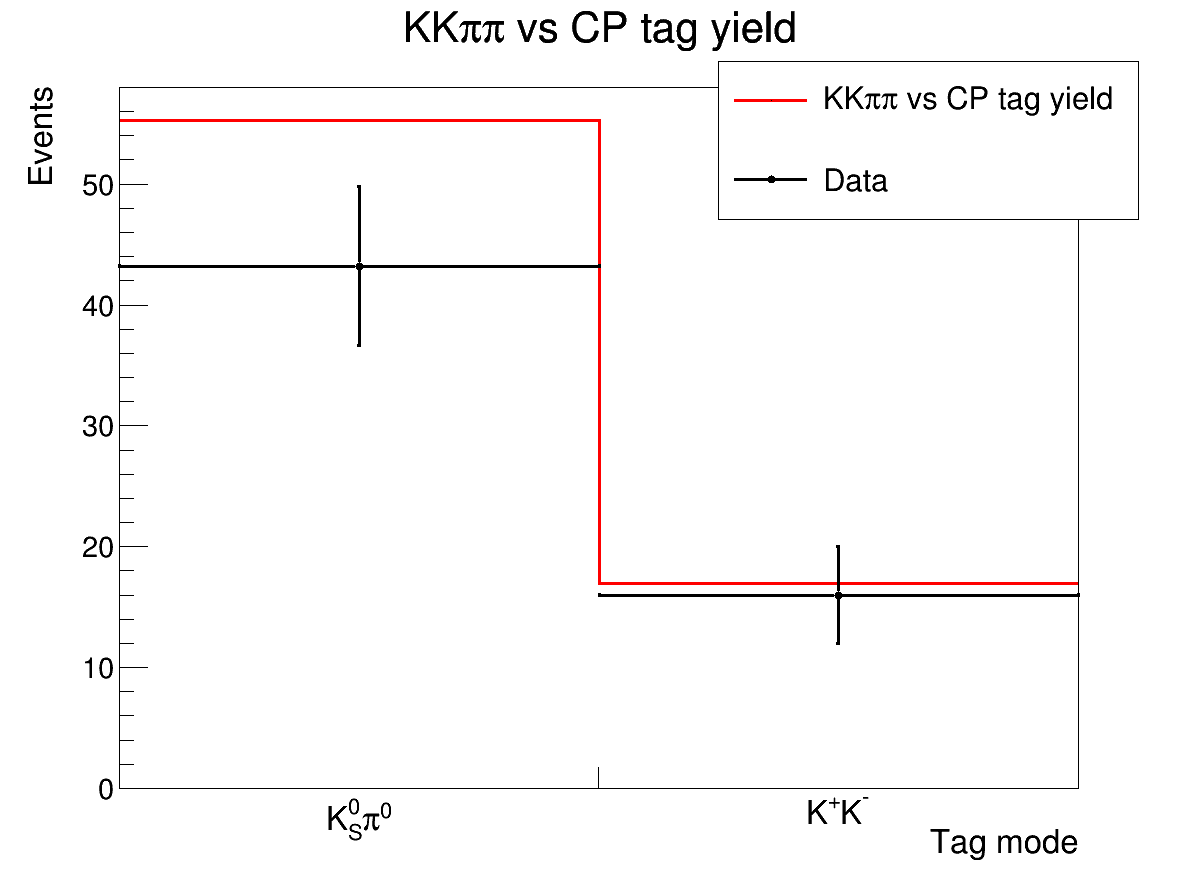 KKππ vs CP tag yield
Events
KKππ vs CP tag yield
Data
50
40
30
20
10
0
K⁰_Sπ⁰
K⁺K⁻
Tag mode